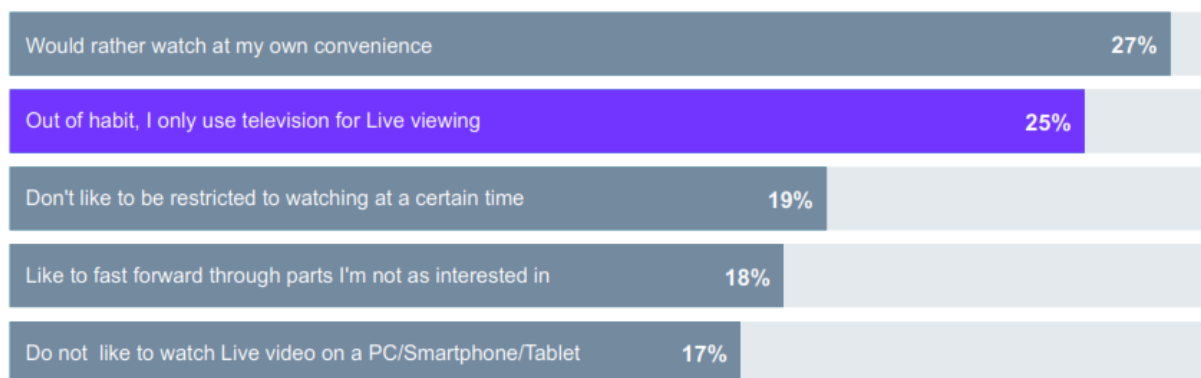 Would rather watch at my own convenience 27%
Out of habit, I only use television for Live viewing 25%
Don't like to be restricted to watching at a certain time 19%
Like to fast forward through parts I'm not as interested in 18%
Do not  like to watch Live video on a PC/Smartphone/Tablet 17%